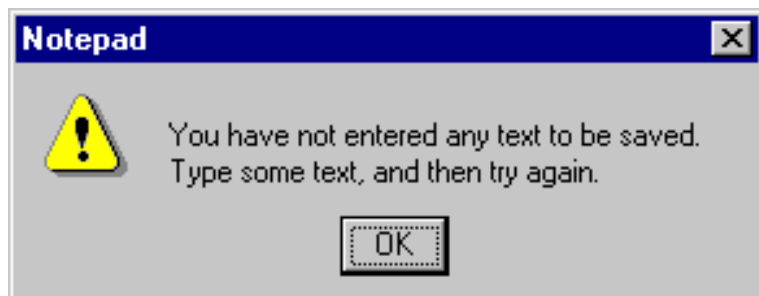 Notepad
You have not entered any text to be saved.
Type some text, and then try again.
OK